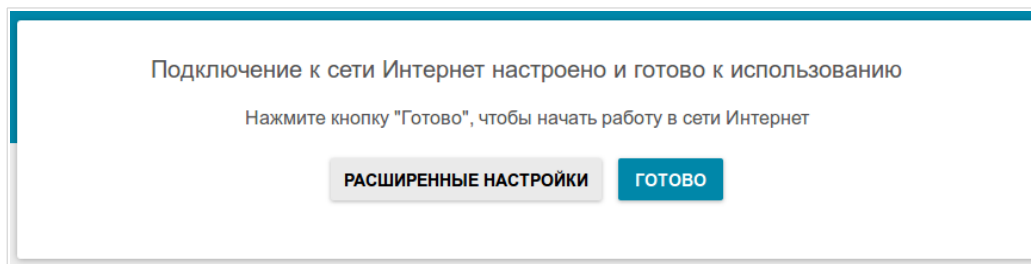 Подключение к сети Интернет настроено и готово к использованию
Нажмите кнопку "Готово", чтобы начать работу в сети Интернет
РАСШИРЕННЫЕ НАСТРОЙКИ ГОТОВО